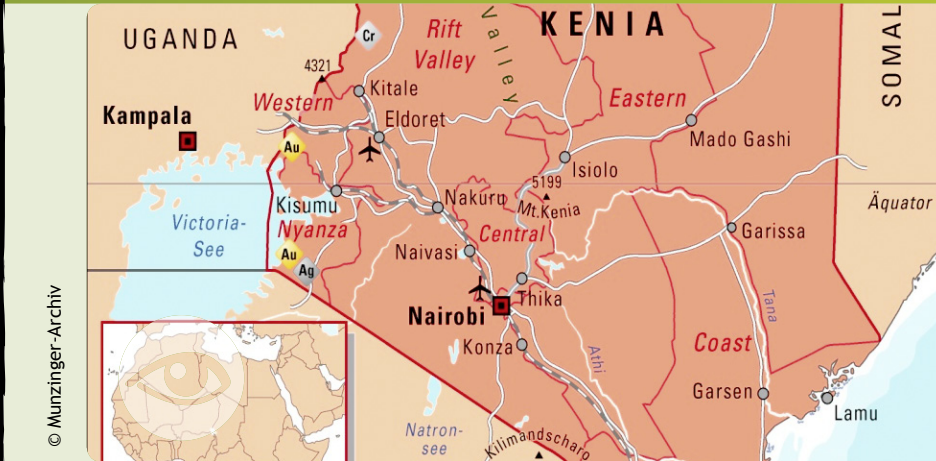 UGANDA
KENIA
SOMAL
Cr
Rift
Valley
Valley
4321
Kitale
Western
Eastern
Kampala
Eldoret
Mado Gashi
Au
Isiolo
5199
Kisumu
Nakuru
Mt.Kenia
Äquator
Victoria-
See
Nyanza
Central
Garissa
Naivasi
Au
Ag
Thika
Tana
Nairobi
Konza
Athi
Coast
Garsen
Lamu
Natron-
see
Kilimandscharo
© Munzinger-Archiv